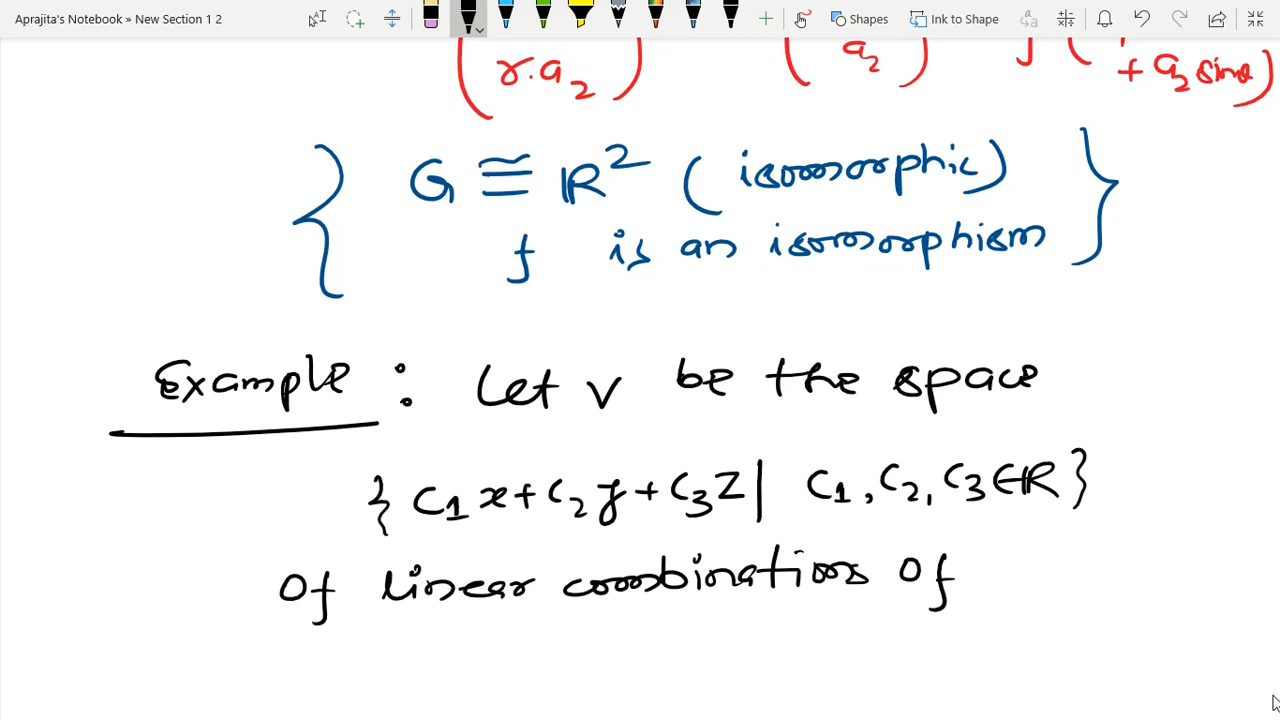 Aprajita's Notebook » New Section 1 2
Shapes
Ink to Shape
r.a2
a2
f
+ a2 sinθ
{ G ≅ ℝ² (isomorphic) }
f is an isomorphism
Example : Let V be the space
{ C1x + C2y + C3z | C1, C2, C3 ∈ ℝ }
Of linear combinations of